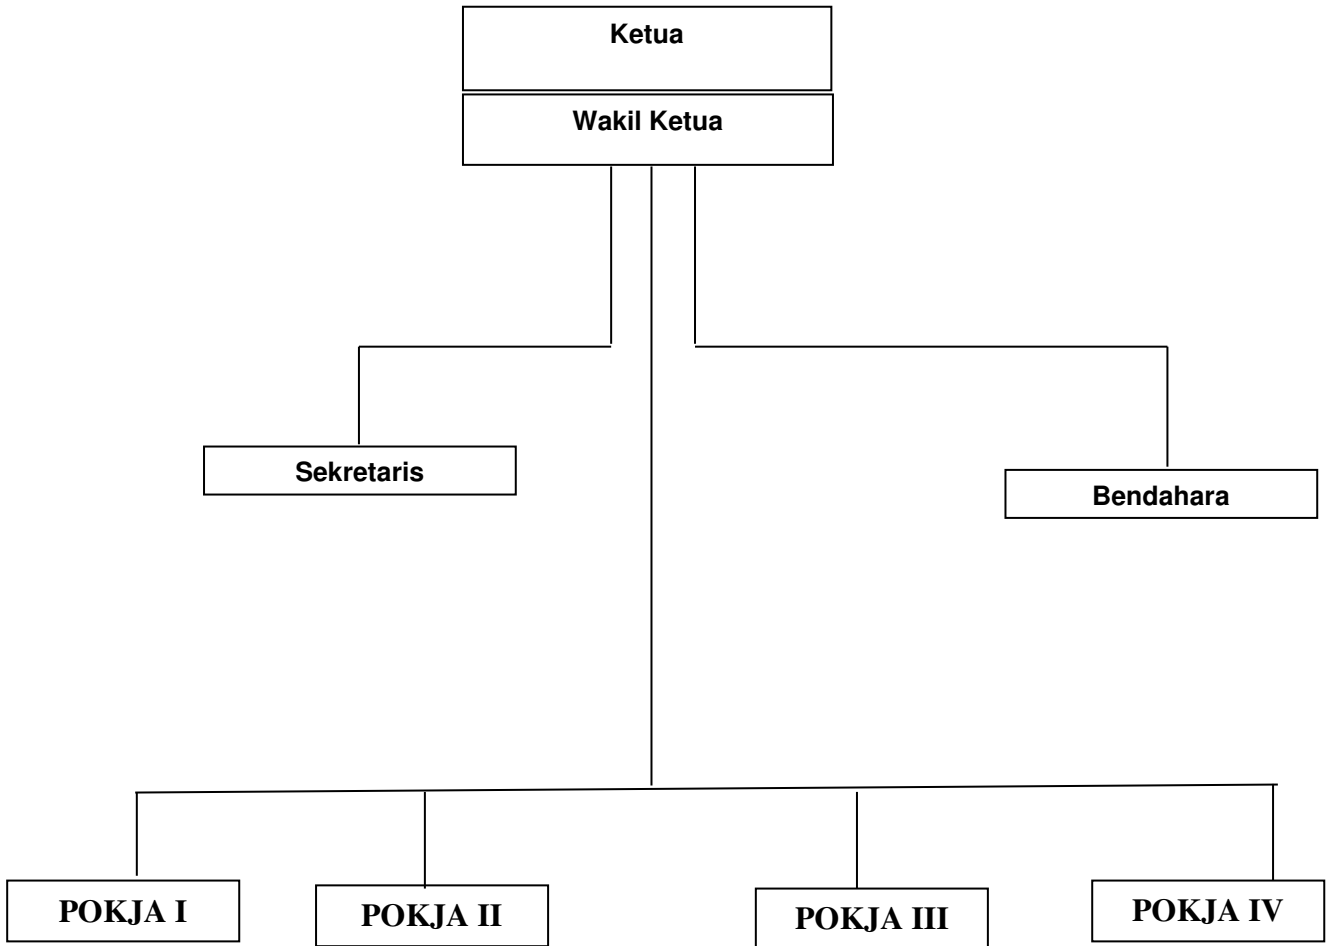 Ketua
Wakil Ketua
Sekretaris
Bendahara
POKJA I
POKJA II
POKJA III
POKJA IV